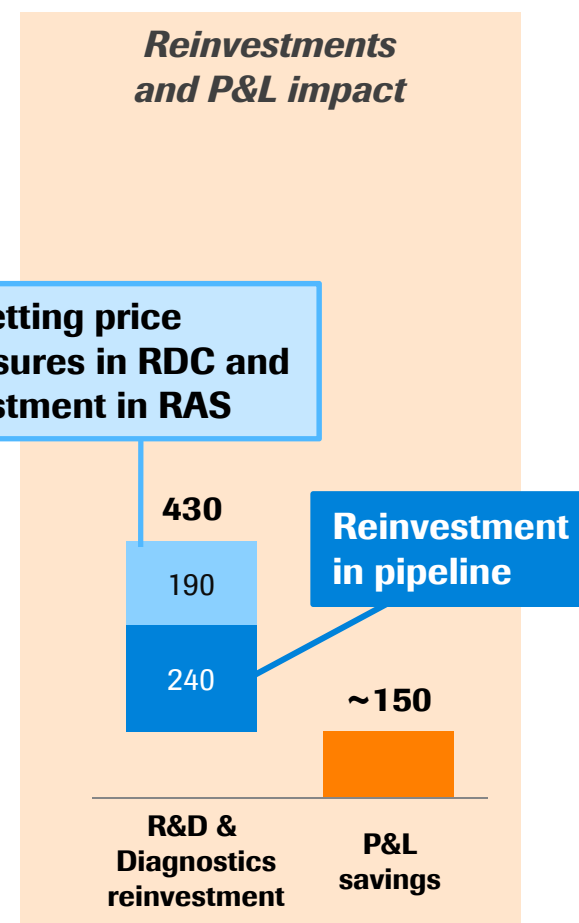 Reinvestments
and P&L impact
etting price
sures in RDC and
stment in RAS
430
190
Reinvestment
in pipeline
240
~150
R&D &
Diagnostics
reinvestment
P&L
savings